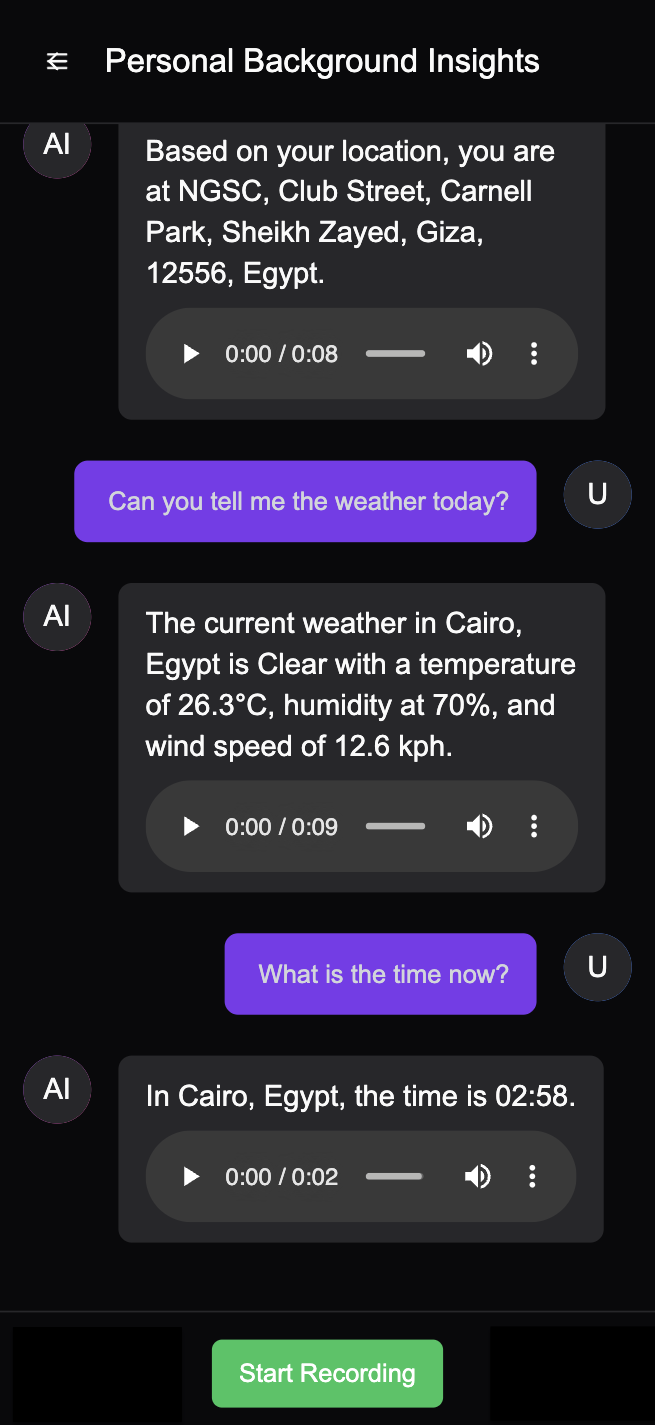 Personal Background Insights
AI
Based on your location, you are
at NGSC, Club Street, Carnell
Park, Sheikh Zayed, Giza,
12556, Egypt.
0:00 / 0:08
Can you tell me the weather today?
U
AI
The current weather in Cairo,
Egypt is Clear with a temperature
of 26.3°C, humidity at 70%, and
wind speed of 12.6 kph.
0:00 / 0:09
What is the time now?
U
AI
In Cairo, Egypt, the time is 02:58.
0:00 / 0:02
Start Recording